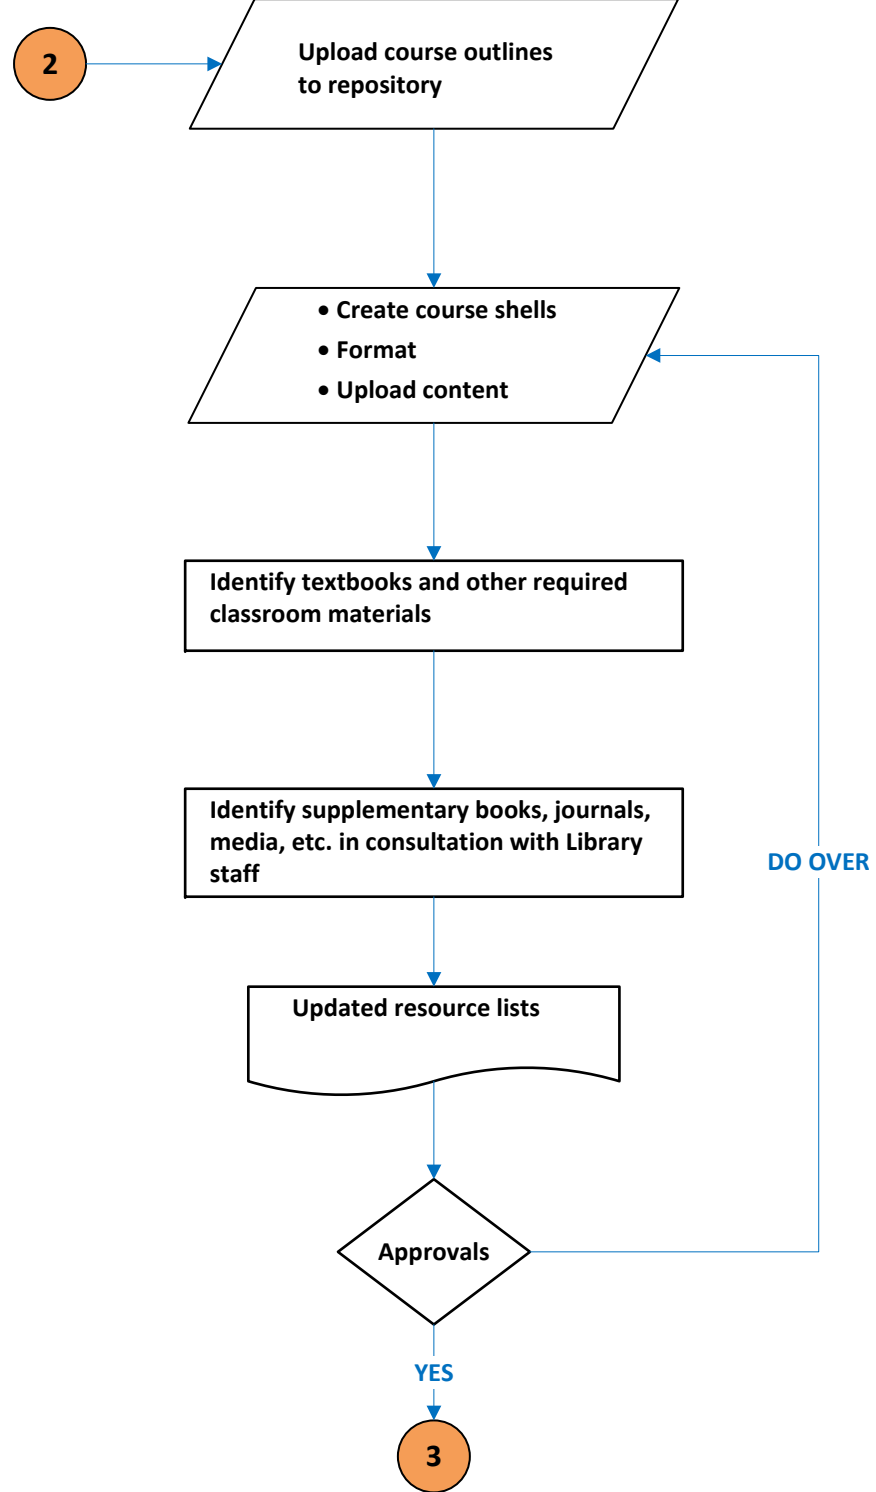 2
Upload course outlines
to repository
• Create course shells
• Format
• Upload content
Identify textbooks and other required
classroom materials
Identify supplementary books, journals,
media, etc. in consultation with Library
staff
DO OVER
Updated resource lists
Approvals
YES
3